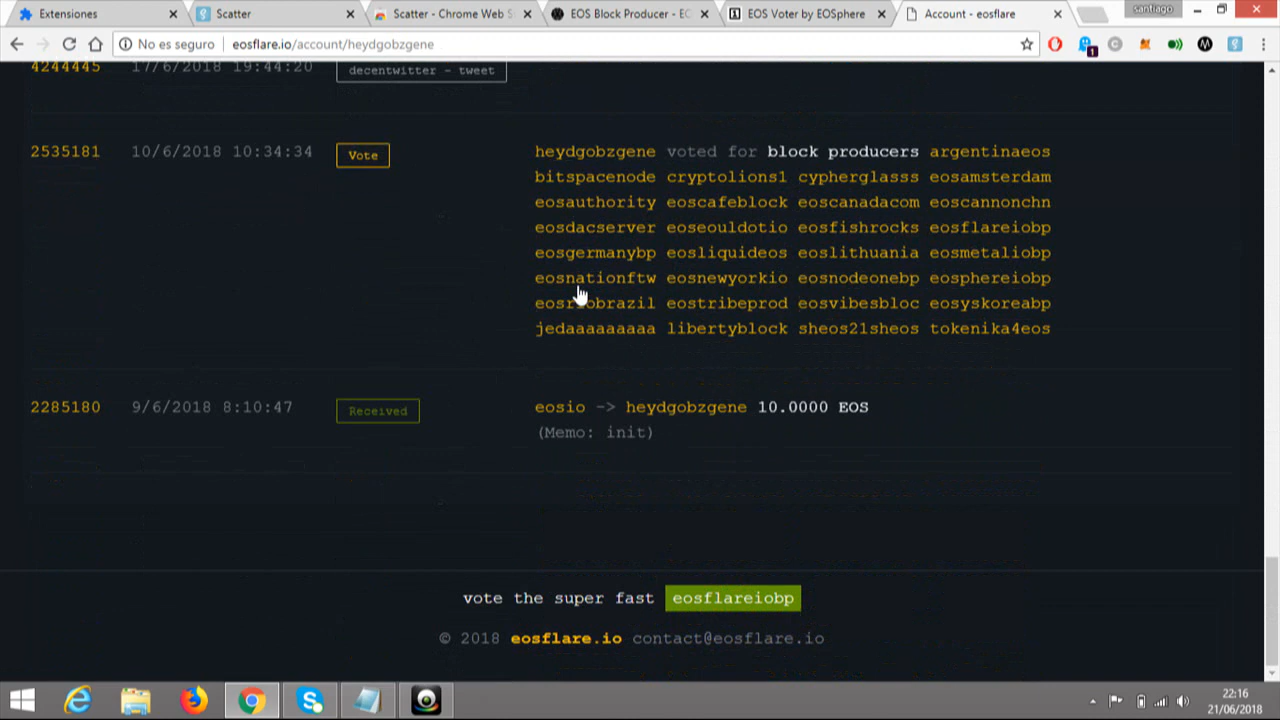 Extensiones
Scatter
Scatter - Chrome Web S
EOS Block Producer - EO
EOS Voter by EOSphere
Account - eosflare
santiago
No es seguro
eosflare.io/account/heydgobzgene
1
4244445 17/6/2018 19:44:20 decentwitter - tweet
2535181 10/6/2018 10:34:34 Vote heydgobzgene voted for block producers argentinaeos
bitspacenode cryptolions1 cypherglasss eosamsterdam
eosauthority eoscafeblock eoscanadacom eoscannonchn
eosdacserver eoseouldotio eosfishrocks eosflareiobp
eosgermanybp eosliquideos eoslithuania eosmetaliobp
eosnationftw eosnewyorkio eosnodeonebp eosphereiobp
eosriobrazil eostribeprod eosvibesbloc eosyskoreabp
jedaaaaaaaaa libertyblock sheos21sheos tokenika4eos
2285180 9/6/2018 8:10:47 Received eosio -> heydgobzgene 10.0000 EOS
(Memo: init)
vote the super fast eosflareiobp
© 2018 eosflare.io contact@eosflare.io
22:16
21/06/2018